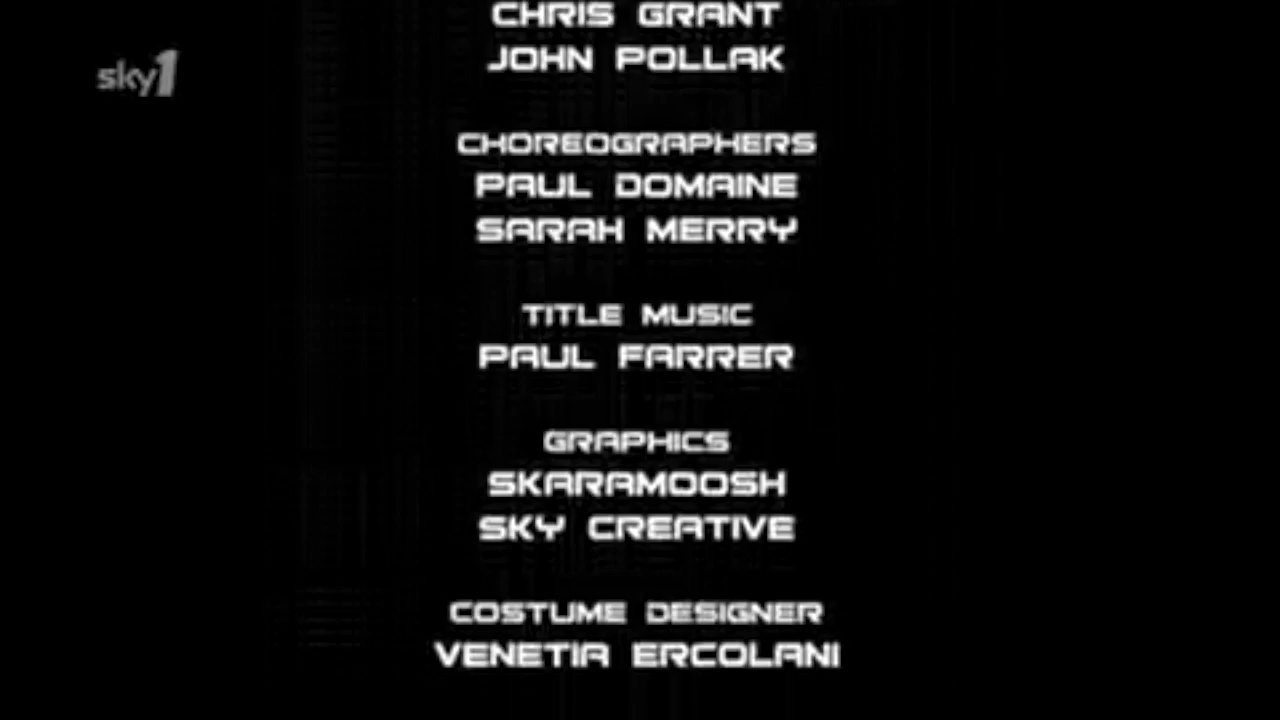 CHRIS GRANT
JOHN POLLAK
sky1
CHOREOGRAPHERS
PAUL DOMAINE
SARAH MERRY
TITLE MUSIC
PAUL FARRER
GRAPHICS
SKARAMOOSH
SKY CREATIVE
COSTUME DESIGNER
VENETIA ERCOLANI